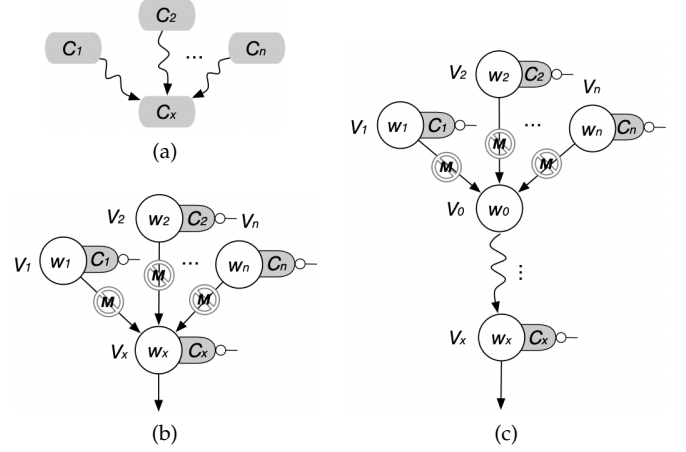 C1
C2
...
Cn
Cx
(a)
V1
w1
C1
V2
w2
C2
Vn
...
wn
Cn
M
M
M
Vx
wx
Cx
(b)
V2
w2
C2
Vn
V1
w1
C1
...
wn
Cn
M
M
M
V0
w0
...
Vx
wx
Cx
(c)